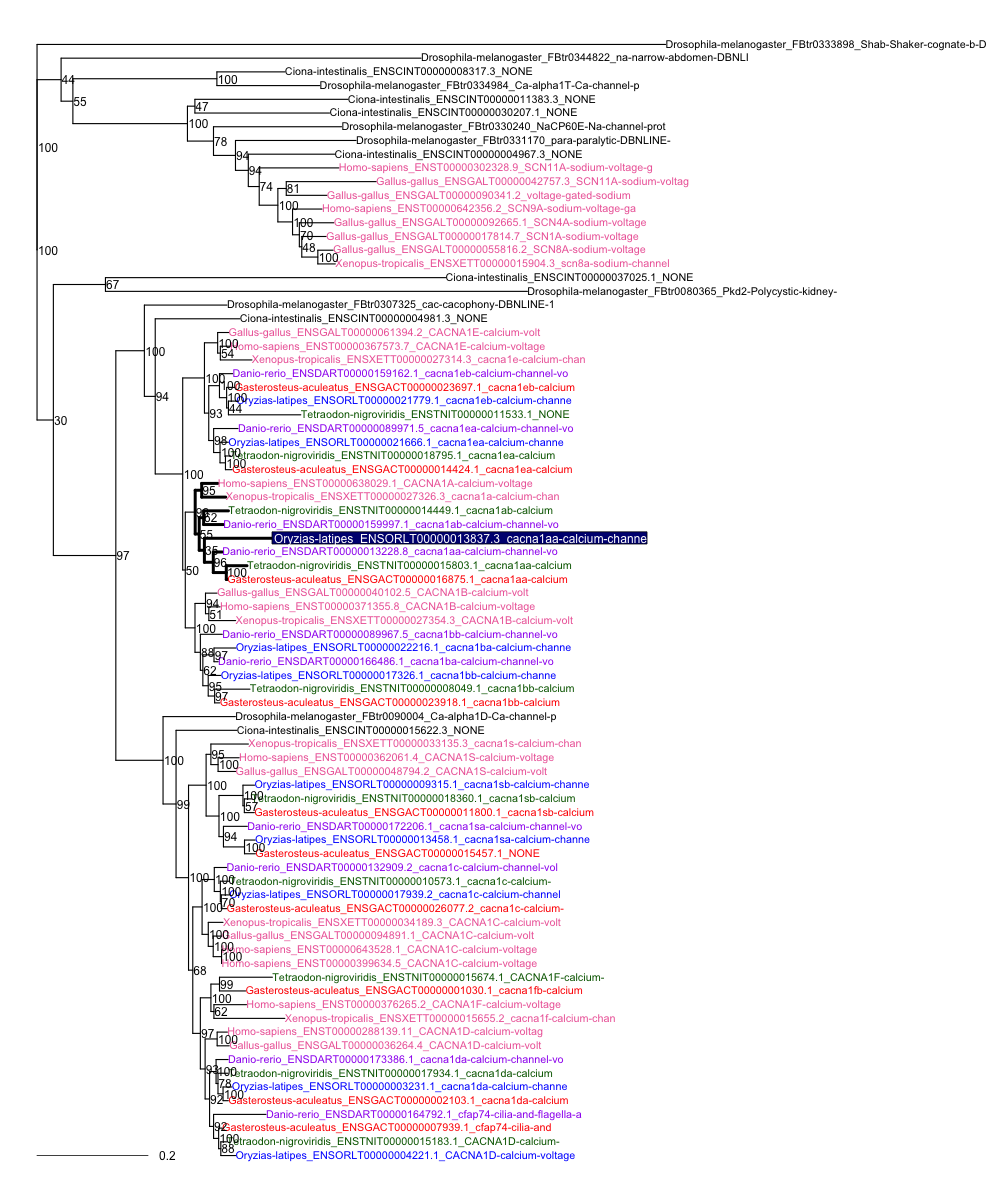 Drosophila-melanogaster_FBtr0333898_Shab-Shaker-cognate-b-D
Drosophila-melanogaster_FBtr0344822_na-narrow-abdomen-DBNLI
44
Ciona-intestinalis_ENSCINT00000008317.3_NONE
100
Drosophila-melanogaster_FBtr0334984_Ca-alpha1T-Ca-channel-p
55
Ciona-intestinalis_ENSCINT00000011383.3_NONE
47
Ciona-intestinalis_ENSCINT00000030207.1_NONE
100
Drosophila-melanogaster_FBtr0330240_NaCP60E-Na-channel-prot
78
Drosophila-melanogaster_FBtr0331170_para-paralytic-DBNLINE-
100
94
Ciona-intestinalis_ENSCINT00000004967.3_NONE
94
Homo-sapiens_ENST00000302328.9_SCN11A-sodium-voltage-g
74
Gallus-gallus_ENSGALT00000042757.3_SCN11A-sodium-voltag
81
Gallus-gallus_ENSGALT00000090341.2_voltage-gated-sodium
100
Homo-sapiens_ENST00000642356.2_SCN9A-sodium-voltage-ga
100
Gallus-gallus_ENSGALT00000092665.1_SCN4A-sodium-voltage
70
Gallus-gallus_ENSGALT00000017814.7_SCN1A-sodium-voltage
48
Gallus-gallus_ENSGALT00000055816.2_SCN8A-sodium-voltage
100
100
Xenopus-tropicalis_ENSXETT00000015904.3_scn8a-sodium-channel
Ciona-intestinalis_ENSCINT00000037025.1_NONE
67
Drosophila-melanogaster_FBtr0080365_Pkd2-Polycystic-kidney-
Drosophila-melanogaster_FBtr0307325_cac-cacophony-DBNLINE-1
Ciona-intestinalis_ENSCINT00000004981.3_NONE
Gallus-gallus_ENSGALT00000061394.2_CACNA1E-calcium-volt
100
100
Homo-sapiens_ENST00000367573.7_CACNA1E-calcium-voltage
54
Xenopus-tropicalis_ENSXETT00000027314.3_cacna1e-calcium-chan
Danio-rerio_ENSDART00000159162.1_cacna1eb-calcium-channel-vo
100
100
Gasterosteus-aculeatus_ENSGACT00000023697.1_cacna1eb-calcium
94
100
Oryzias-latipes_ENSORLT00000021779.1_cacna1eb-calcium-channe
44
93
Tetraodon-nigroviridis_ENSTNIT00000011533.1_NONE
30
Danio-rerio_ENSDART00000089971.5_cacna1ea-calcium-channel-vo
98
Oryzias-latipes_ENSORLT00000021666.1_cacna1ea-calcium-channe
100
Tetraodon-nigroviridis_ENSTNIT00000018795.1_cacna1ea-calcium
100
Gasterosteus-aculeatus_ENSGACT00000014424.1_cacna1ea-calcium
100
Homo-sapiens_ENST00000638029.1_CACNA1A-calcium-voltage
95
Xenopus-tropicalis_ENSXETT00000027326.3_cacna1a-calcium-chan
Tetraodon-nigroviridis_ENSTNIT00000014449.1_cacna1ab-calcium
62
Danio-rerio_ENSDART00000159997.1_cacna1ab-calcium-channel-vo
55
Oryzias-latipes_ENSORLT00000013837.3_cacna1aa-calcium-channe
35
Danio-rerio_ENSDART00000013228.8_cacna1aa-calcium-channel-vo
97
96
Tetraodon-nigroviridis_ENSTNIT00000015803.1_cacna1aa-calcium
50
100
Gasterosteus-aculeatus_ENSGACT00000016875.1_cacna1aa-calcium
Gallus-gallus_ENSGALT00000040102.5_CACNA1B-calcium-volt
94
Homo-sapiens_ENST00000371355.8_CACNA1B-calcium-voltage
51
Xenopus-tropicalis_ENSXETT00000027354.3_CACNA1B-calcium-volt
100
Danio-rerio_ENSDART00000089967.5_cacna1bb-calcium-channel-vo
Oryzias-latipes_ENSORLT00000022216.1_cacna1ba-calcium-channe
88
97
Danio-rerio_ENSDART00000166486.1_cacna1ba-calcium-channel-vo
62
Oryzias-latipes_ENSORLT00000017326.1_cacna1bb-calcium-channe
95
Tetraodon-nigroviridis_ENSTNIT00000008049.1_cacna1bb-calcium
97
Gasterosteus-aculeatus_ENSGACT00000023918.1_cacna1bb-calcium
Drosophila-melanogaster_FBtr0090004_Ca-alpha1D-Ca-channel-p
Ciona-intestinalis_ENSCINT00000015622.3_NONE
Xenopus-tropicalis_ENSXETT00000033135.3_cacna1s-calcium-chan
95
Homo-sapiens_ENST00000362061.4_CACNA1S-calcium-voltage
100
100
Gallus-gallus_ENSGALT00000048794.2_CACNA1S-calcium-volt
100
Oryzias-latipes_ENSORLT00000009315.1_cacna1sb-calcium-channe
100
Tetraodon-nigroviridis_ENSTNIT00000018360.1_cacna1sb-calcium
99
57
Gasterosteus-aculeatus_ENSGACT00000011800.1_cacna1sb-calcium
100
Danio-rerio_ENSDART00000172206.1_cacna1sa-calcium-channel-vo
94
Oryzias-latipes_ENSORLT00000013458.1_cacna1sa-calcium-channe
100
Gasterosteus-aculeatus_ENSGACT00000015457.1_NONE
Danio-rerio_ENSDART00000132909.2_cacna1c-calcium-channel-vol
100
100
Tetraodon-nigroviridis_ENSTNIT00000010573.1_cacna1c-calcium-
100
Oryzias-latipes_ENSORLT00000017939.2_cacna1c-calcium-channel
70
100
Gasterosteus-aculeatus_ENSGACT00000026077.2_cacna1c-calcium-
Xenopus-tropicalis_ENSXETT00000034189.3_CACNA1C-calcium-volt
100
Gallus-gallus_ENSGALT00000094891.1_CACNA1C-calcium-volt
100
Homo-sapiens_ENST00000643528.1_CACNA1C-calcium-voltage
100
Homo-sapiens_ENST00000399634.5_CACNA1C-calcium-voltage
68
Tetraodon-nigroviridis_ENSTNIT00000015674.1_CACNA1F-calcium-
99
Gasterosteus-aculeatus_ENSGACT00000001030.1_cacna1fb-calcium
100
Homo-sapiens_ENST00000376265.2_CACNA1F-calcium-voltage
62
Xenopus-tropicalis_ENSXETT00000015655.2_cacna1f-calcium-chan
97
Homo-sapiens_ENST00000288139.11_CACNA1D-calcium-voltag
100
Gallus-gallus_ENSGALT00000036264.4_CACNA1D-calcium-volt
Danio-rerio_ENSDART00000173386.1_cacna1da-calcium-channel-vo
93
100
Tetraodon-nigroviridis_ENSTNIT00000017934.1_cacna1da-calcium
78
Oryzias-latipes_ENSORLT00000003231.1_cacna1da-calcium-channe
100
92
Gasterosteus-aculeatus_ENSGACT00000002103.1_cacna1da-calcium
Danio-rerio_ENSDART00000164792.1_cfap74-cilia-and-flagella-a
92
Gasterosteus-aculeatus_ENSGACT00000007939.1_cfap74-cilia-and
100
Tetraodon-nigroviridis_ENSTNIT00000015183.1_CACNA1D-calcium-
88
Oryzias-latipes_ENSORLT00000004221.1_CACNA1D-calcium-voltage
0.2